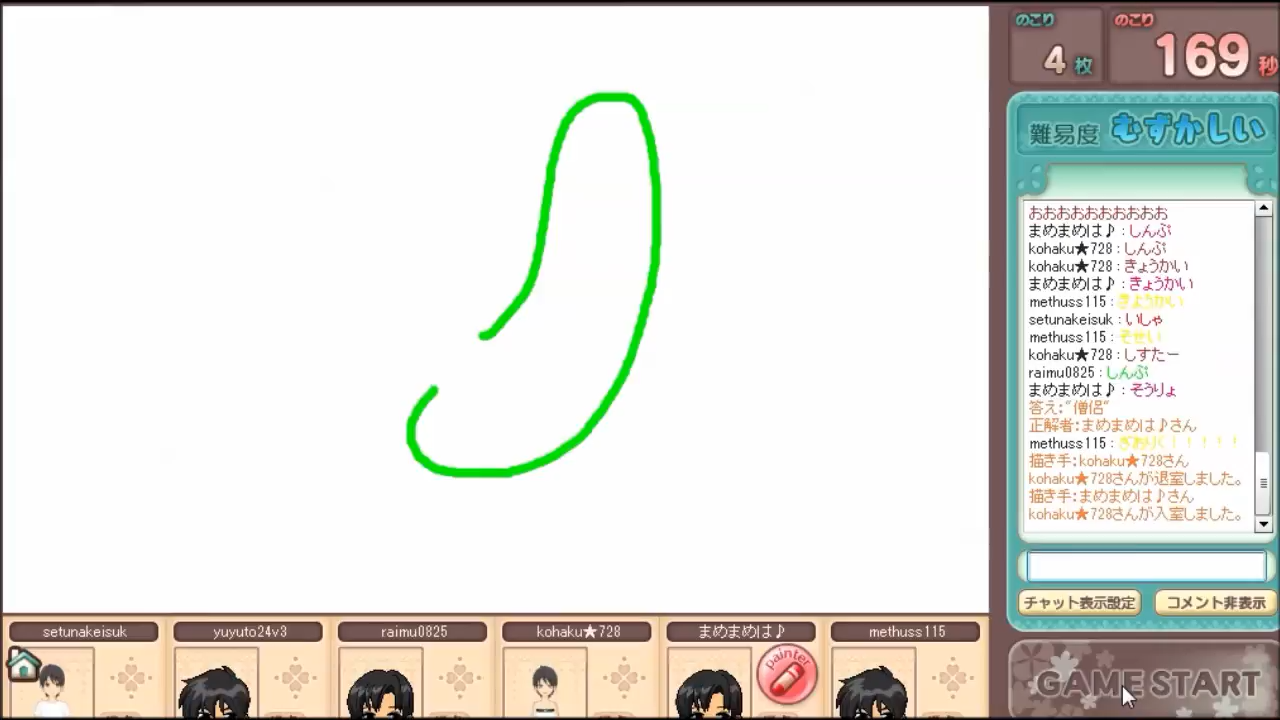 のこり
4枚
のこり
169秒
難易度 むずかしい
おおおおおおおおおお
まめまめは♪ : しんぷ
kohaku★728 : しんぷ
kohaku★728 : きょうかい
まめまめは♪ : きょうかい
methuss115 : きょうかい
setunakeisuk : いしゃ
methuss115 : そせい
kohaku★728 : しすたー
raimu0825 : しんぷ
まめまめは♪ : そうりょ
答え:"僧侶"
正解者:まめまめは♪さん
methuss115 :
描き手:kohaku★728さん
kohaku★728さんが退室しました。
描き手:まめまめは♪さん
kohaku★728さんが入室しました。
チャット表示設定
コメント非表示
GAME START
setunakeisuk
yuyuto24v3
raimu0825
kohaku★728
まめまめは♪
methuss115
painter